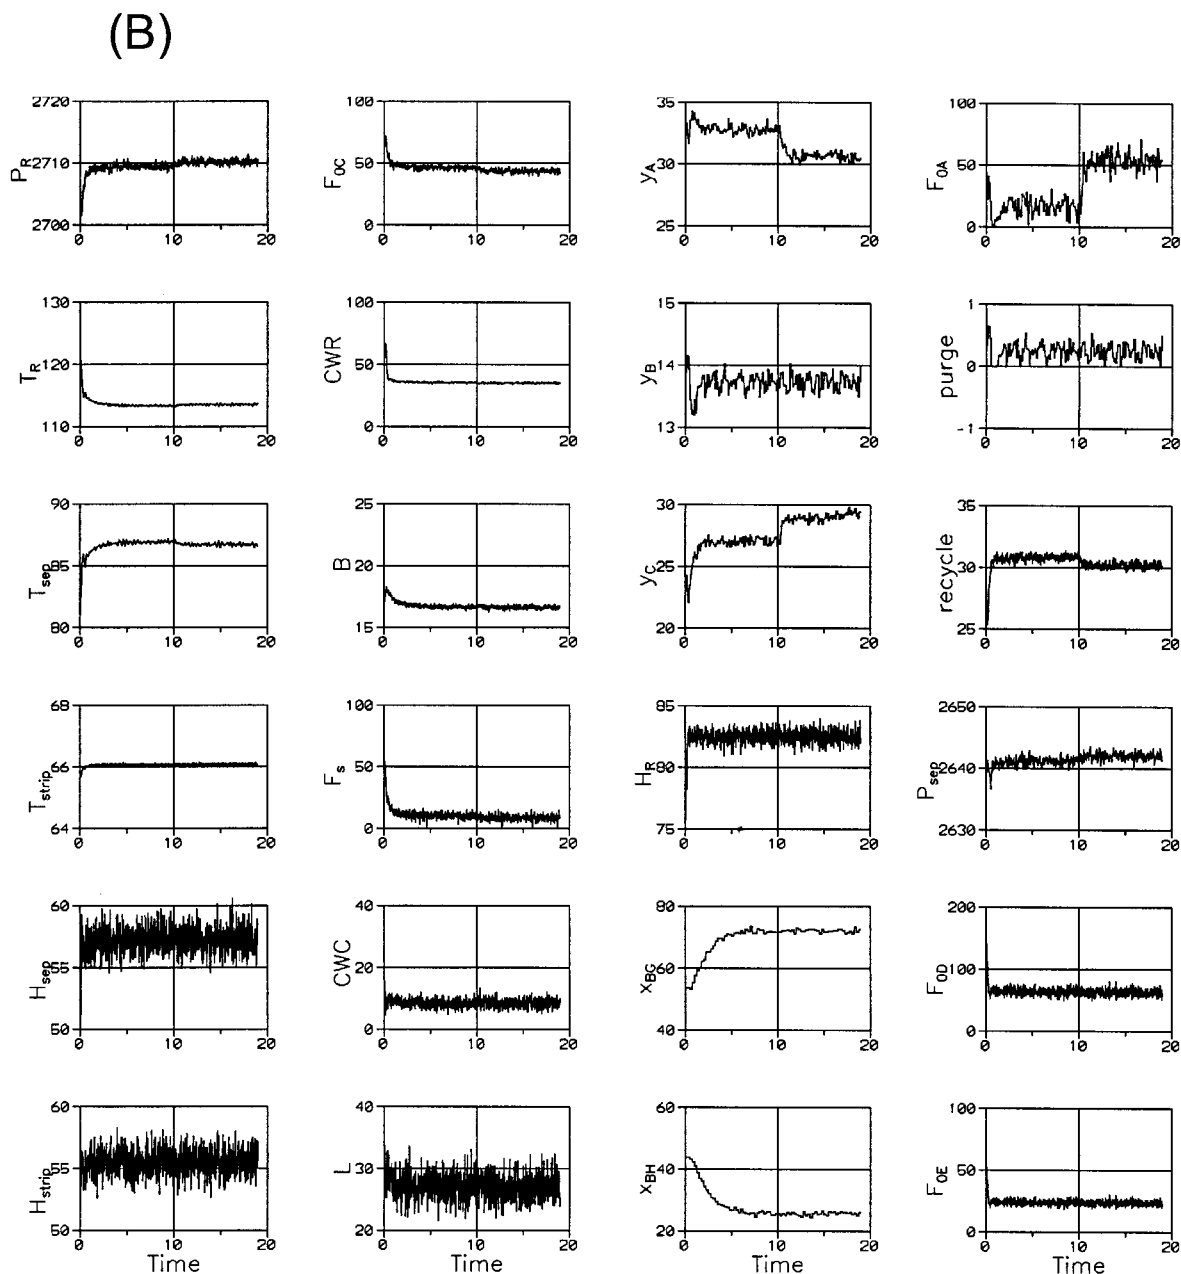 (B)
2720 100 35 100
P_R 2710 F_OC 50 y_A 30 F_OA 50
2700 0 25 0
0 10 20 0 10 20 0 10 20 0 10 20
130 100 15 1
T_R 120 CWR 50 y_B 14 purge 0
110 0 13 -1
0 10 20 0 10 20 0 10 20 0 10 20
90 25 30 35
T_sep 85 B 20 y_C 25 recycle 30
80 15 20 25
0 10 20 0 10 20 0 10 20 0 10 20
68 100 85 2650
T_strip 66 F_s 50 H_R 80 P_sep 2640
64 0 75 2630
0 10 20 0 10 20 0 10 20 0 10 20
60 40 80 200
H_sep 55 CWC 20 x_BG 60 F_OD 100
50 0 40 0
0 10 20 0 10 20 0 10 20 0 10 20
60 40 60 100
H_strip 55 L 30 x_BH 40 F_OE 50
50 20 20 0
0 10 20 0 10 20 0 10 20 0 10 20
Time Time Time Time